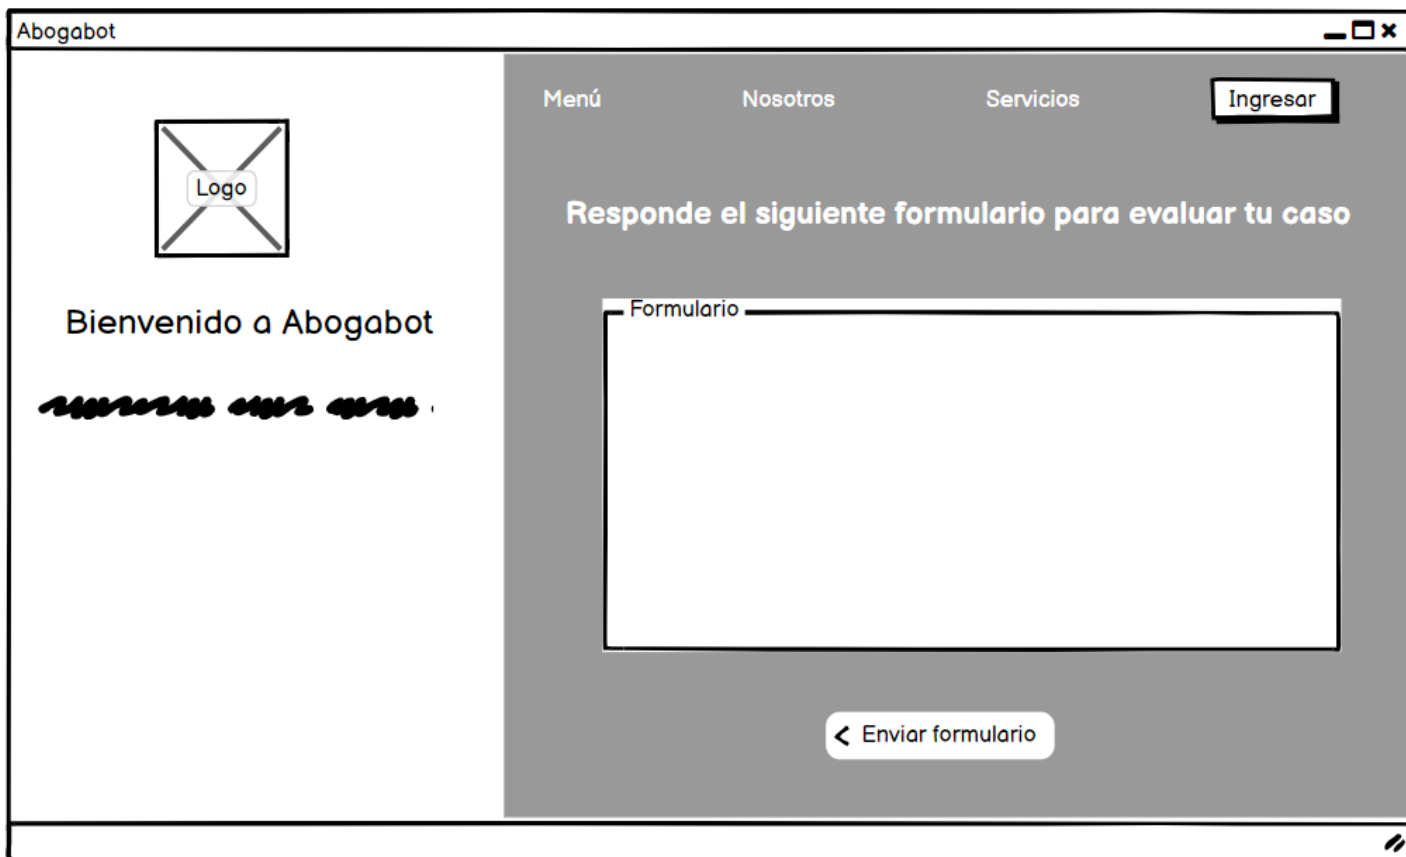 Abogabot
Logo
Bienvenido a Abogabot
Menú
Nosotros
Servicios
Ingresar
Responde el siguiente formulario para evaluar tu caso
Formulario
Enviar formulario